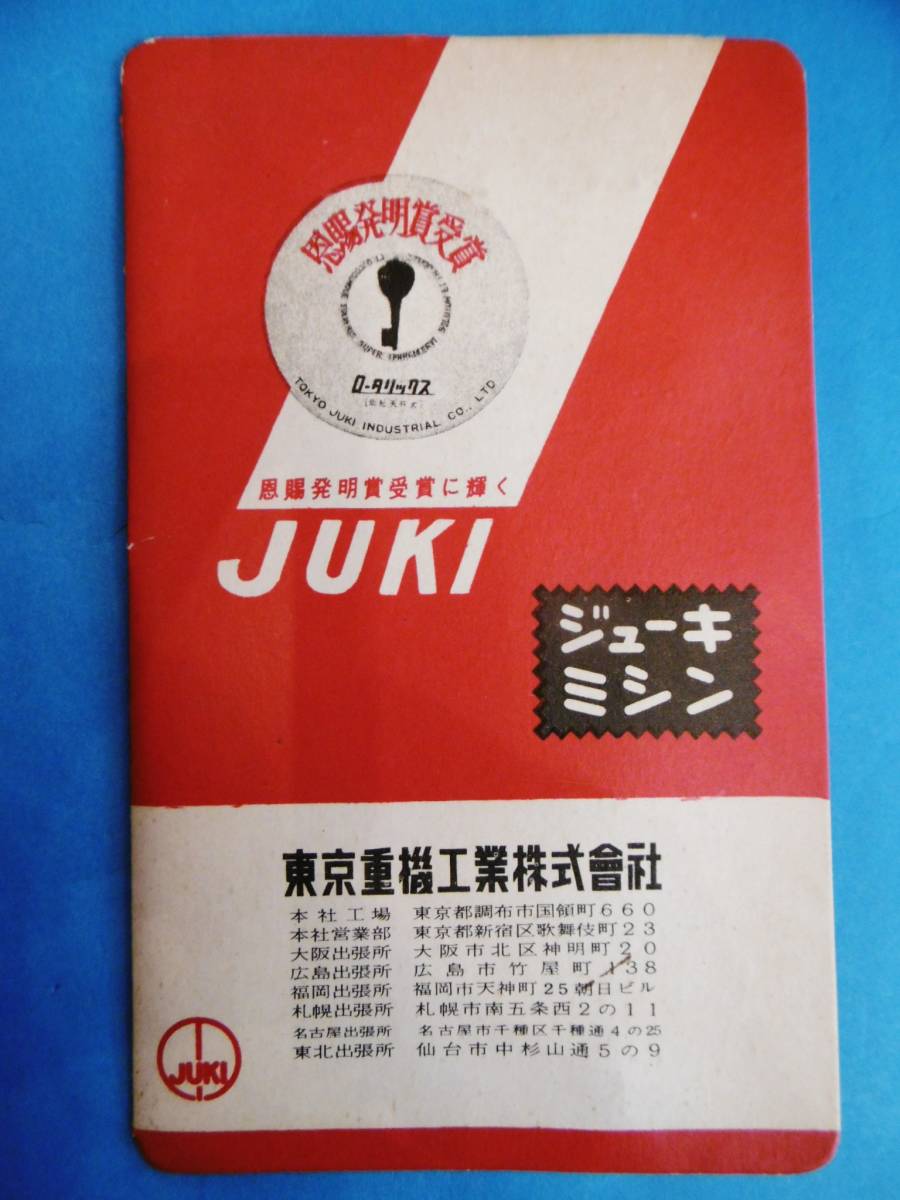 恩賜発明賞受賞
ロータリックス
TOKYO JUKI INDUSTRIAL CO., LTD
恩賜発明賞受賞に輝く
JUKI
ジューキ
ミシン
東京重機工業株式會社
本社工場 東京都調布市国領町660
本社営業部 東京都新宿区歌舞伎町23
大阪出張所 大阪市北区神明町20
広島出張所 広島市竹屋町138
福岡出張所 福岡市天神町25朝日ビル
札幌出張所 札幌市南五条西2の11
名古屋出張所 名古屋市千種区千種通4の25
東北出張所 仙台市中杉山通5の9
JUKI